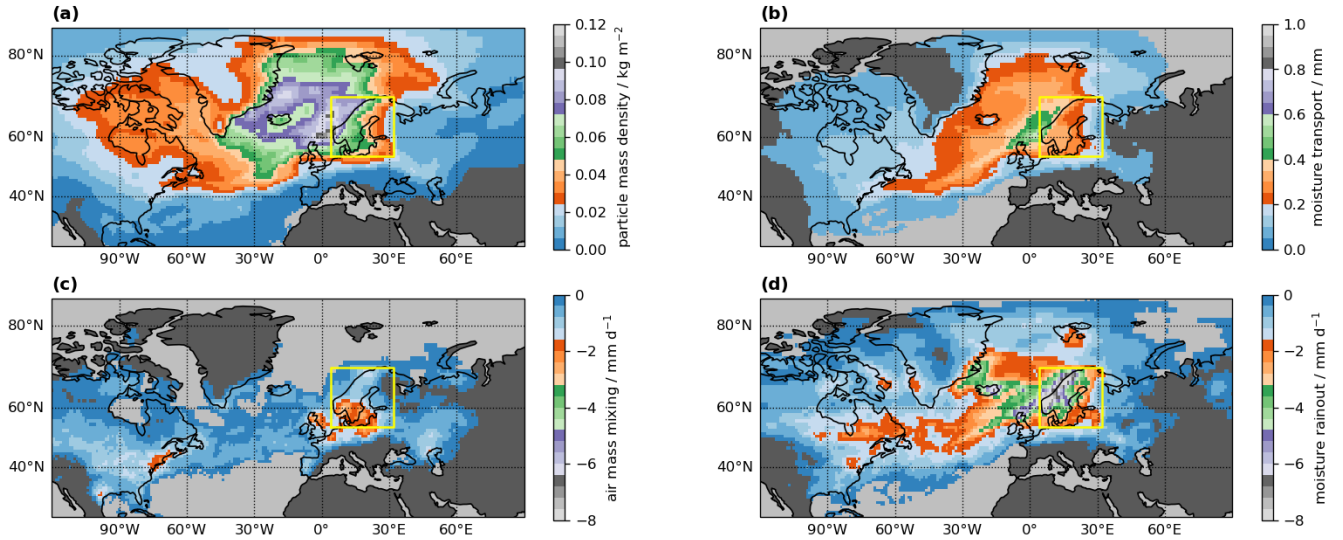 (a)
80°N
60°N
40°N
90°W 60°W 30°W 0° 30°E 60°E
0.12
0.10
0.08
0.06
0.04
0.02
0.00
particle mass density / kg m⁻²
(b)
80°N
60°N
40°N
90°W 60°W 30°W 0° 30°E 60°E
1.0
0.8
0.6
0.4
0.2
0.0
moisture transport / mm
(c)
80°N
60°N
40°N
90°W 60°W 30°W 0° 30°E 60°E
0
−2
−4
−6
−8
air mass mixing / mm d⁻¹
(d)
80°N
60°N
40°N
90°W 60°W 30°W 0° 30°E 60°E
0
−2
−4
−6
−8
moisture rainout / mm d⁻¹